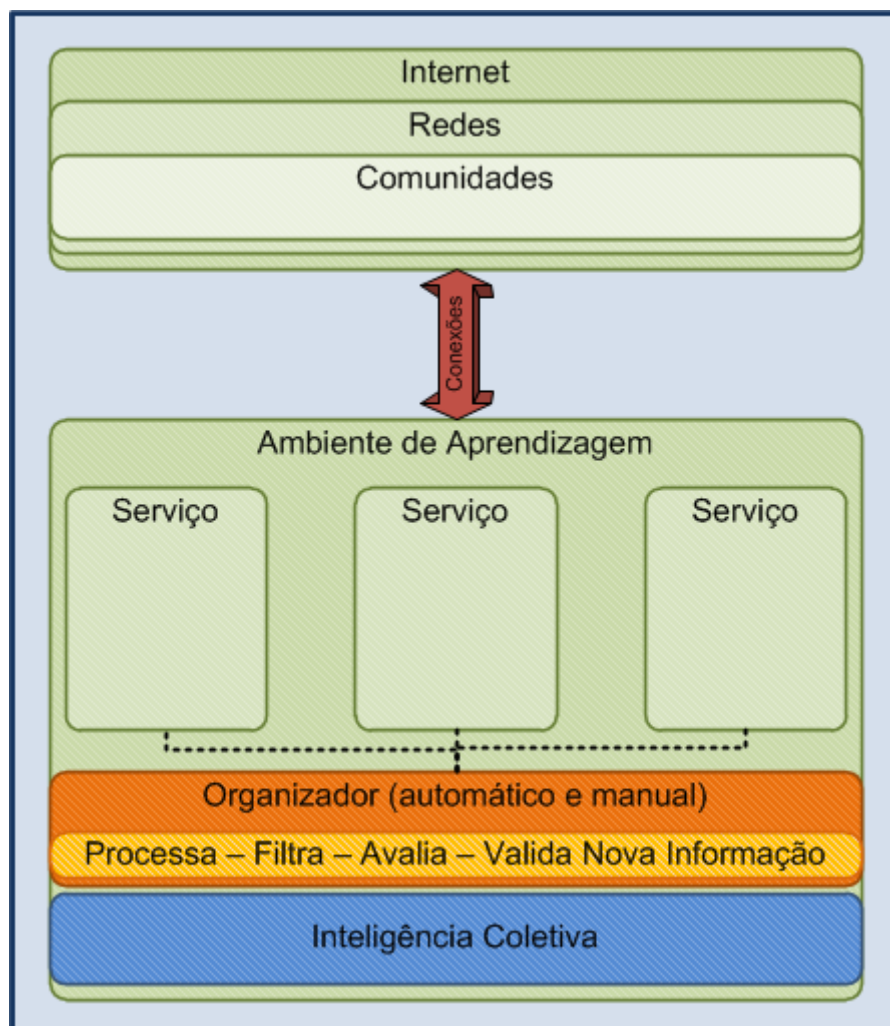 Internet
Redes
Comunidades
Conexões
Ambiente de Aprendizagem
Serviço
Serviço
Serviço
Organizador (automático e manual)
Processa – Filtra – Avalia – Valida Nova Informação
Inteligência Coletiva